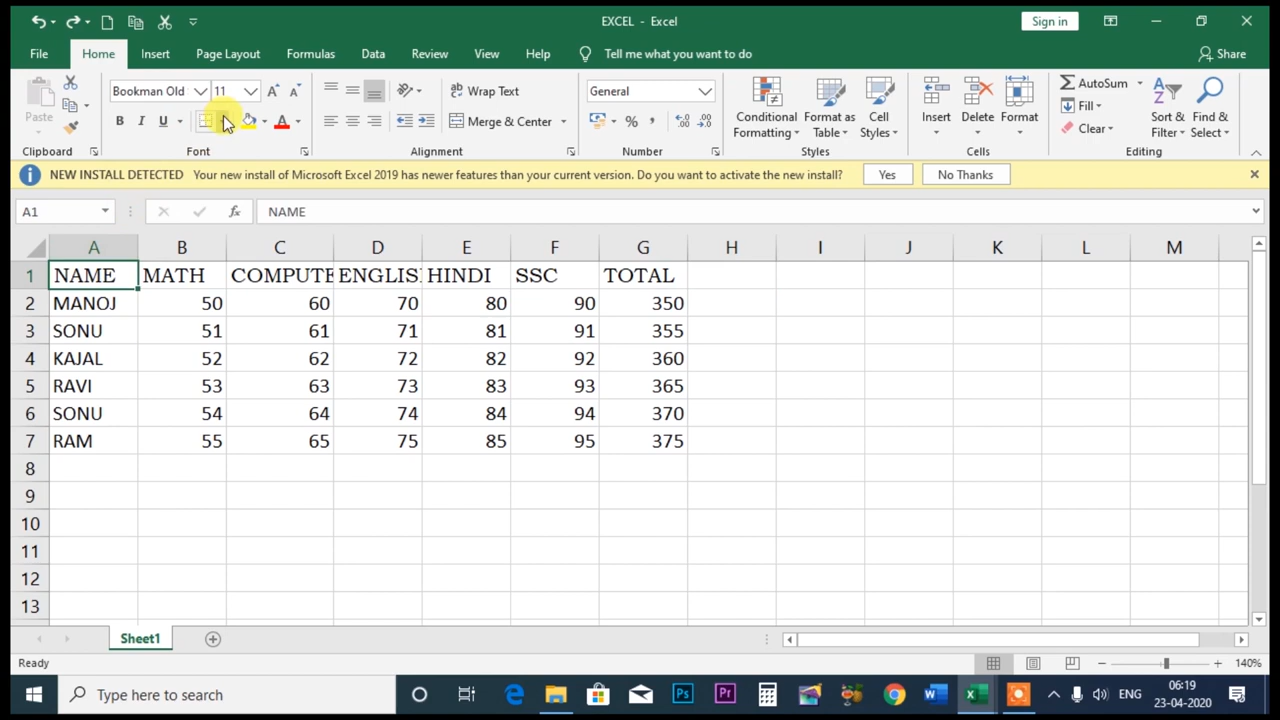 EXCEL - Excel
Sign in
File Home Insert Page Layout Formulas Data Review View Help Tell me what you want to do Share
Paste
Bookman Old 11
B I U A
Wrap Text
Merge & Center
General
%
Conditional Formatting
Format as Table
Cell Styles
Insert Delete Format
AutoSum
Fill
Clear
Sort & Filter
Find & Select
Clipboard Font Alignment Number Styles Cells Editing
NEW INSTALL DETECTED Your new install of Microsoft Excel 2019 has newer features than your current version. Do you want to activate the new install? Yes No Thanks
A1 fx NAME
A B C D E F G H I J K L M
1 NAME MATH COMPUTE ENGLIS HINDI SSC TOTAL
2 MANOJ 50 60 70 80 90 350
3 SONU 51 61 71 81 91 355
4 KAJAL 52 62 72 82 92 360
5 RAVI 53 63 73 83 93 365
6 SONU 54 64 74 84 94 370
7 RAM 55 65 75 85 95 375
8
9
10
11
12
13
Sheet1
Ready 140%
Type here to search
Ps Pr
ENG
06:19
23-04-2020